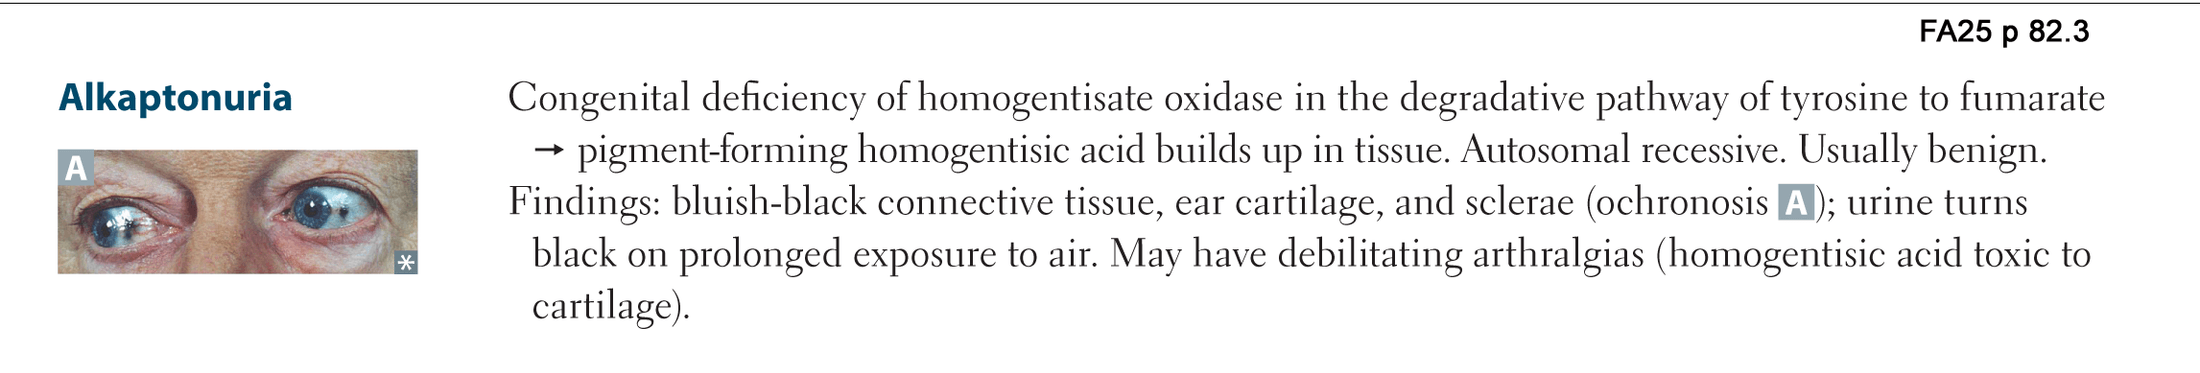 FA25 p 82.3
Alkaptonuria
A
*
Congenital deficiency of homogentisate oxidase in the degradative pathway of tyrosine to fumarate
→ pigment-forming homogentisic acid builds up in tissue. Autosomal recessive. Usually benign.
Findings: bluish-black connective tissue, ear cartilage, and sclerae (ochronosis A); urine turns
black on prolonged exposure to air. May have debilitating arthralgias (homogentisic acid toxic to
cartilage).